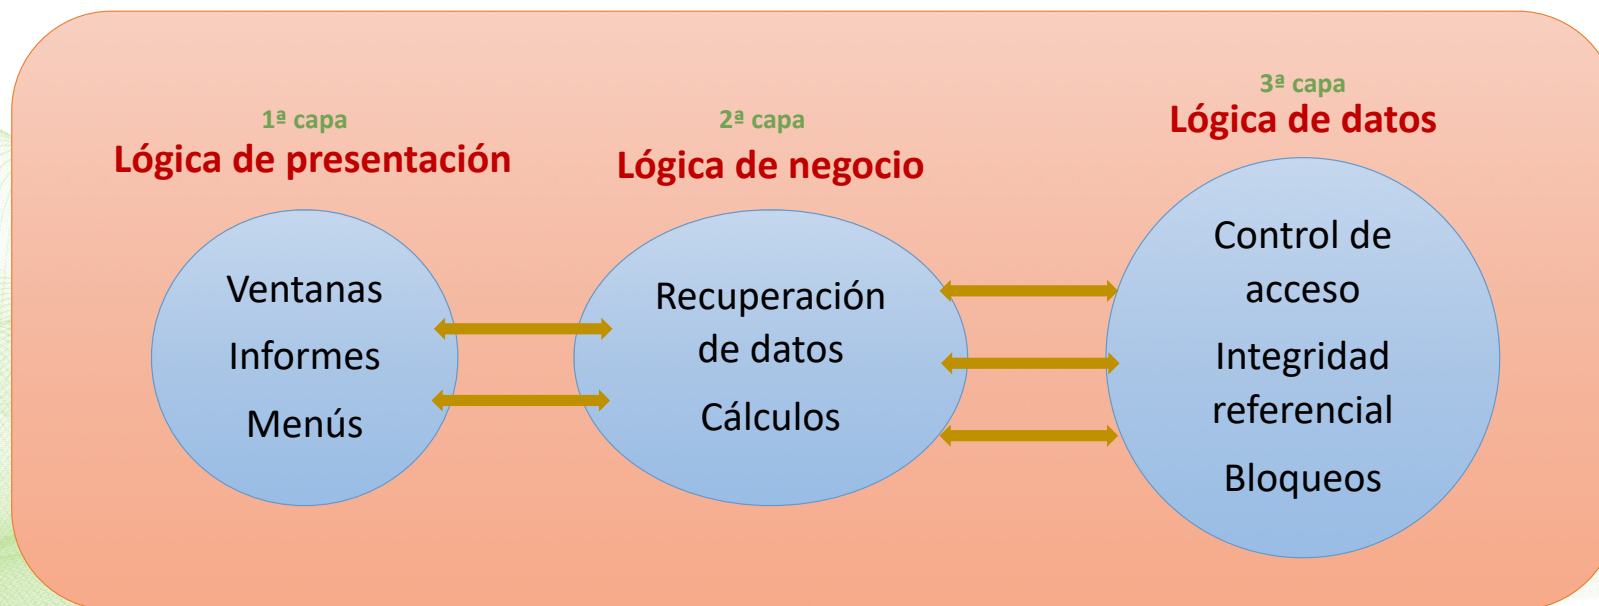 1ª capa
Lógica de presentación
Ventanas
Informes
Menús
2ª capa
Lógica de negocio
Recuperación
de datos
Cálculos
3ª capa
Lógica de datos
Control de
acceso
Integridad
referencial
Bloqueos